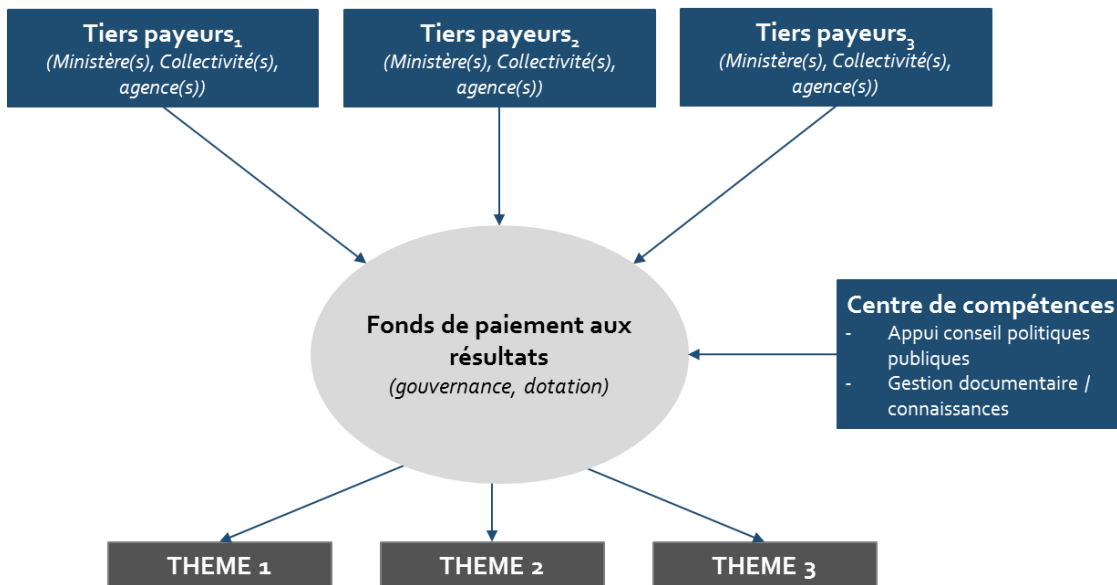 Tiers payeurs₁
(Ministère(s), Collectivité(s),
agence(s))
Tiers payeurs₂
(Ministère(s), Collectivité(s),
agence(s))
Tiers payeurs₃
(Ministère(s), Collectivité(s),
agence(s))
Fonds de paiement aux
résultats
(gouvernance, dotation)
Centre de compétences
- Appui conseil politiques
publiques
- Gestion documentaire /
connaissances
THEME 1
THEME 2
THEME 3